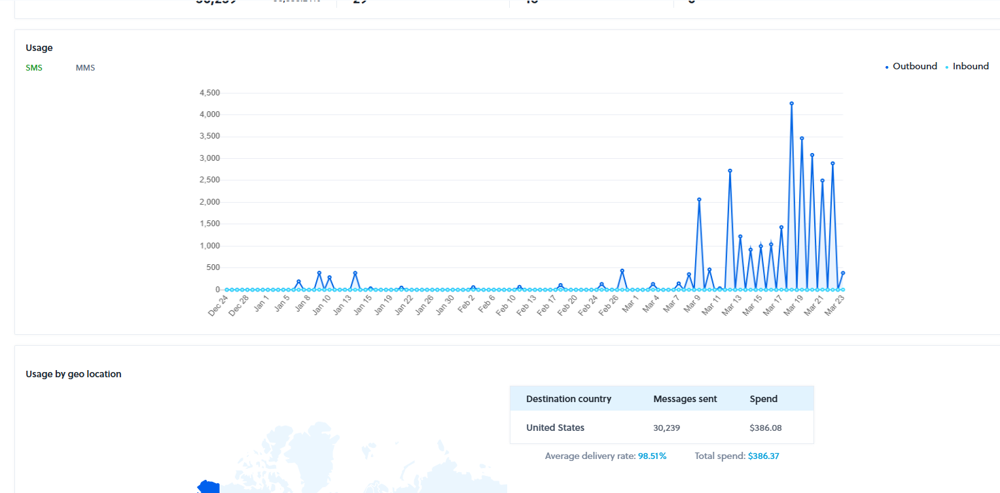 30,239 29
Usage
SMS MMS
Outbound Inbound
4,500
4,000
3,500
3,000
2,500
2,000
1,500
1,000
500
0
Dec 24 Dec 28 Jan 1 Jan 5 Jan 8 Jan 10 Jan 13 Jan 15 Jan 19 Jan 22 Jan 26 Jan 30 Feb 2 Feb 6 Feb 10 Feb 13 Feb 17 Feb 20 Feb 24 Feb 26 Mar 1 Mar 4 Mar 7 Mar 9 Mar 11 Mar 13 Mar 15 Mar 17 Mar 19 Mar 21 Mar 23
Usage by geo location
Destination country Messages sent Spend
United States 30,239 $386.08
Average delivery rate: 98.51% Total spend: $386.37